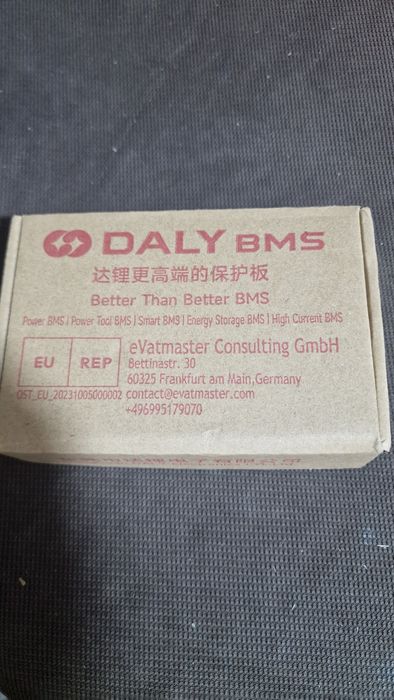 DALY BMS
达锂更高端的保护板
Better Than Better BMS
Power BMS | Power Tool BMS | Smart BMS | Energy Storage BMS | High Current BMS
EU REP
eVatmaster Consulting GmbH
Bettinastr. 30
60325 Frankfurt am Main,Germany
OST_EU_20231005000002 contact@evatmaster.com
+496995179070